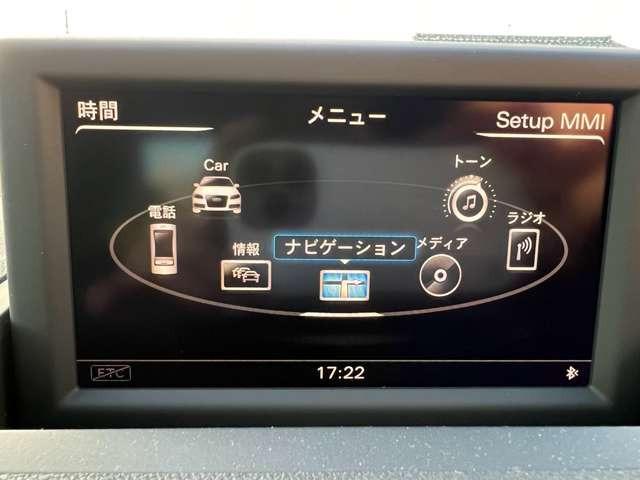 時間 メニュー Setup MMI
Car トーン
電話 ラジオ
情報 ナビゲーション メディア
ETC 17:22